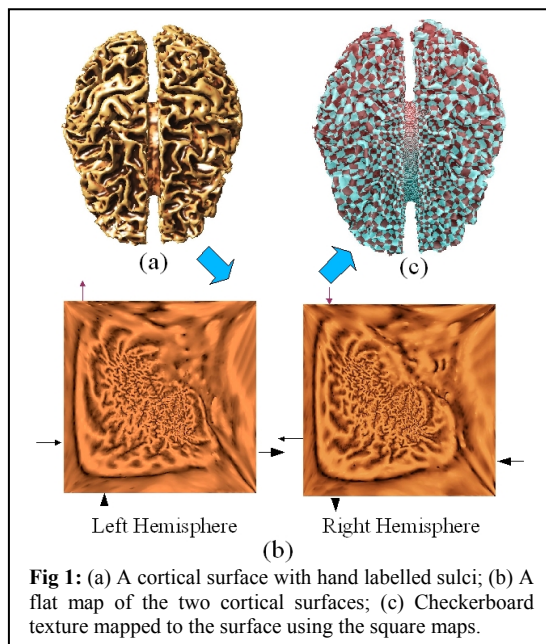 (a)
(c)
Left Hemisphere
Right Hemisphere
(b)
Fig 1: (a) A cortical surface with hand labelled sulci; (b) A
flat map of the two cortical surfaces; (c) Checkerboard
texture mapped to the surface using the square maps.